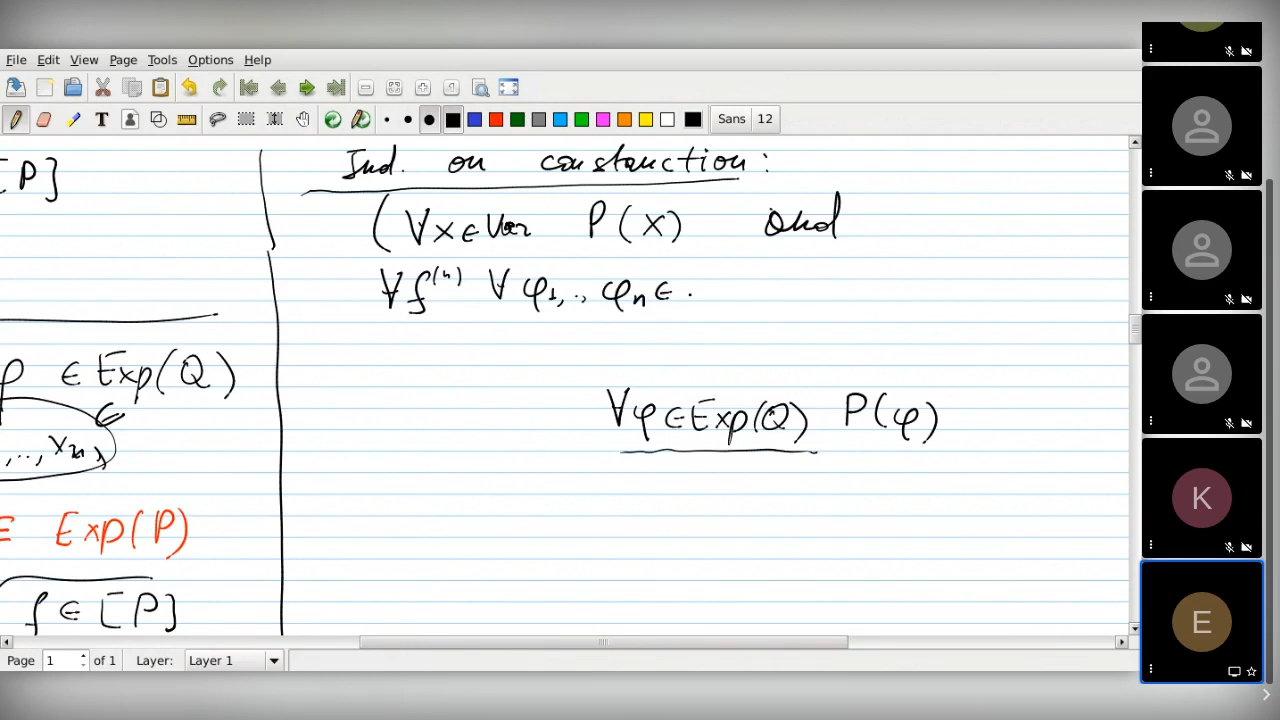 File Edit View Page Tools Options Help
Sans 12
P]
Ind. on construction:
(∀x∈Var P(x) and
∀f⁽ⁿ⁾ ∀φ₁,.., φₙ ∈ .
φ ∈ Exp(Q)
∀φ∈Exp(Q) P(φ)
,..,xₘ)
∈ Exp(P)
f ∈ [P]
K
E
Page 1 of 1 Layer: Layer 1